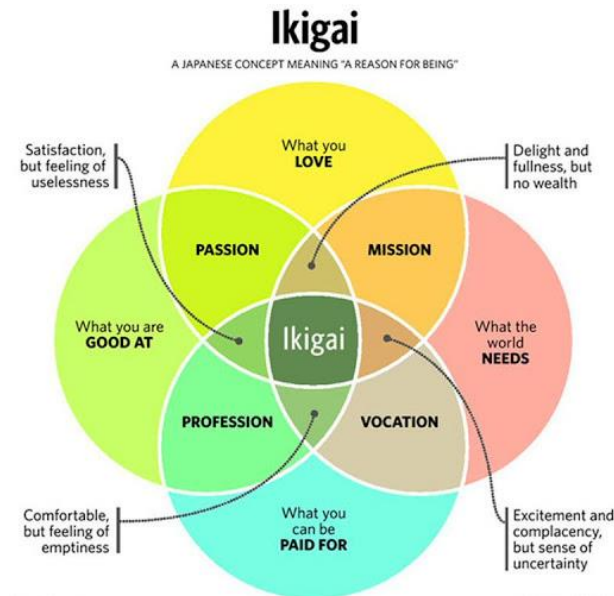 Ikigai
A JAPANESE CONCEPT MEANING "A REASON FOR BEING"
Satisfaction,
but feeling of
uselessness
What you
LOVE
Delight and
fullness, but
no wealth
PASSION
MISSION
What you are
GOOD AT
Ikigai
What the
world
NEEDS
PROFESSION
VOCATION
Comfortable,
but feeling of
emptiness
What you
can be
PAID FOR
Excitement and
complacency,
but sense of
uncertainty